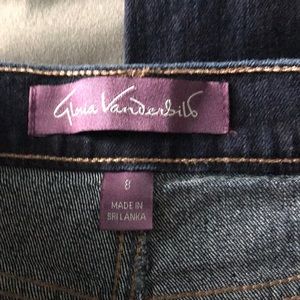 Gloria Vanderbilt
8
MADE IN
SRI LANKA